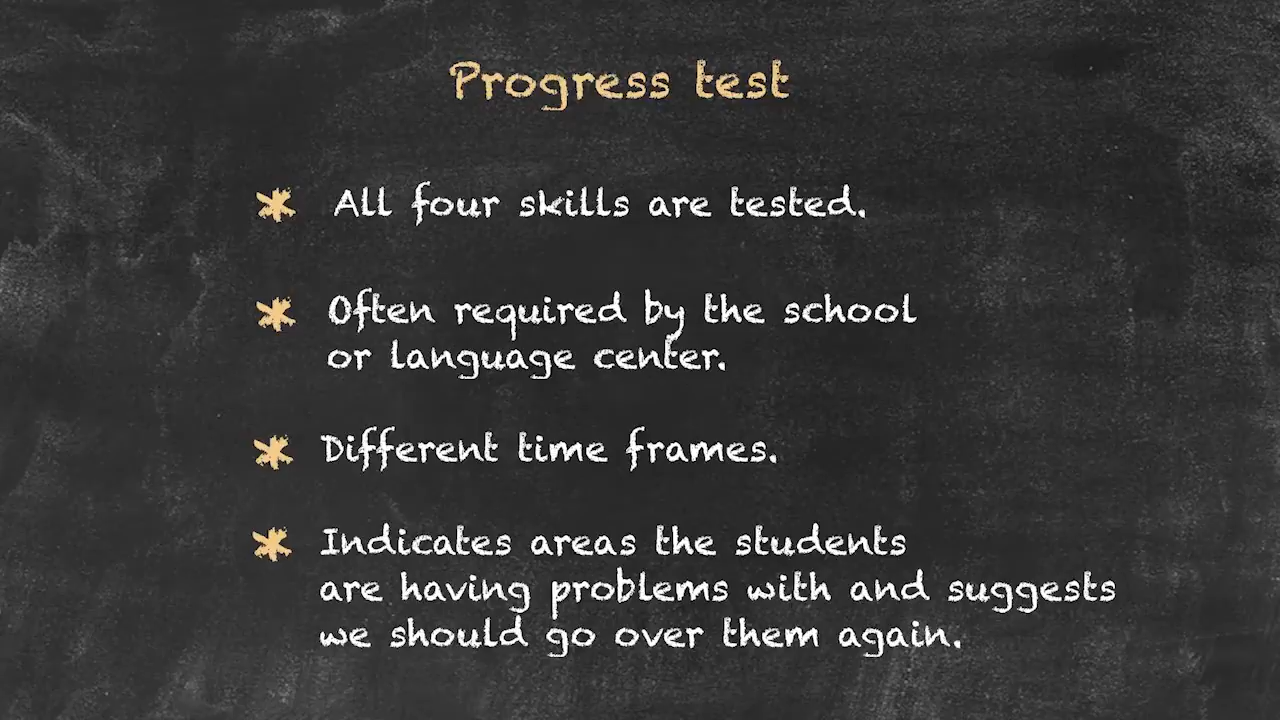 Progress test
* All four skills are tested.
* Often required by the school
or language center.
* Different time frames.
* Indicates areas the students
are having problems with and suggests
we should go over them again.